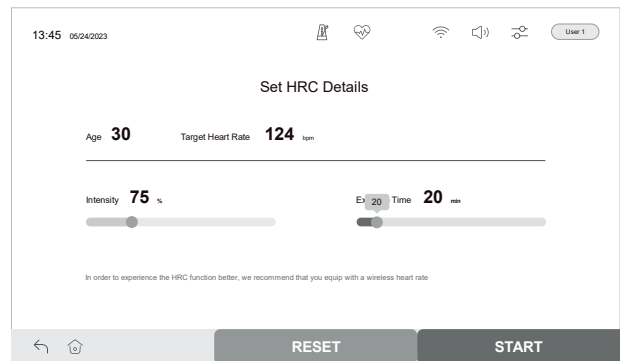 13:45 05/24/2023 User 1
Set HRC Details
Age 30 Target Heart Rate 124 bpm
Intensity 75 % Ex 20 Time 20 min
In order to experience the HRC function better, we recommend that you equip with a wireless heart rate
RESET START